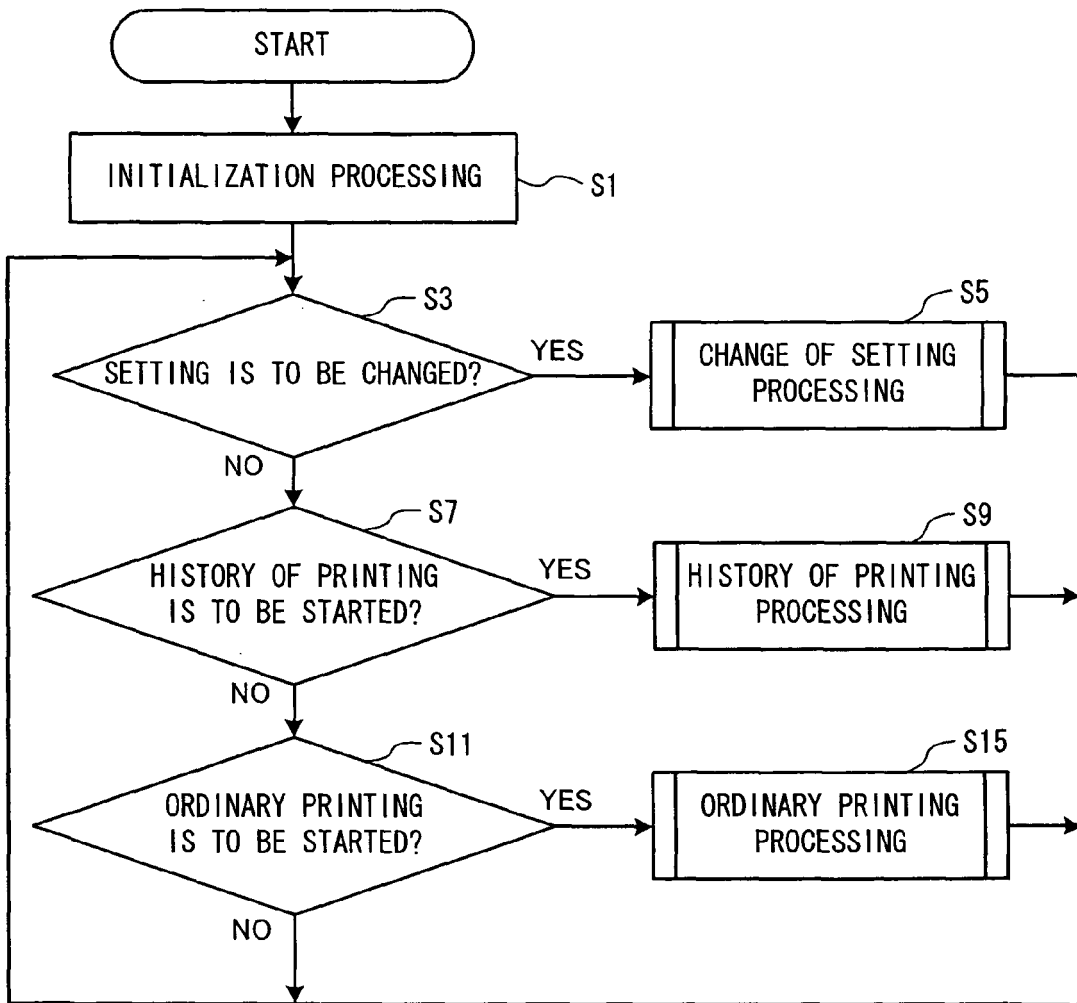 START
INITIALIZATION PROCESSING
S1
S3
SETTING IS TO BE CHANGED?
YES
S5
CHANGE OF SETTING
PROCESSING
NO
S7
HISTORY OF PRINTING
IS TO BE STARTED?
YES
S9
HISTORY OF PRINTING
PROCESSING
NO
S11
ORDINARY PRINTING
IS TO BE STARTED?
YES
S15
ORDINARY PRINTING
PROCESSING
NO